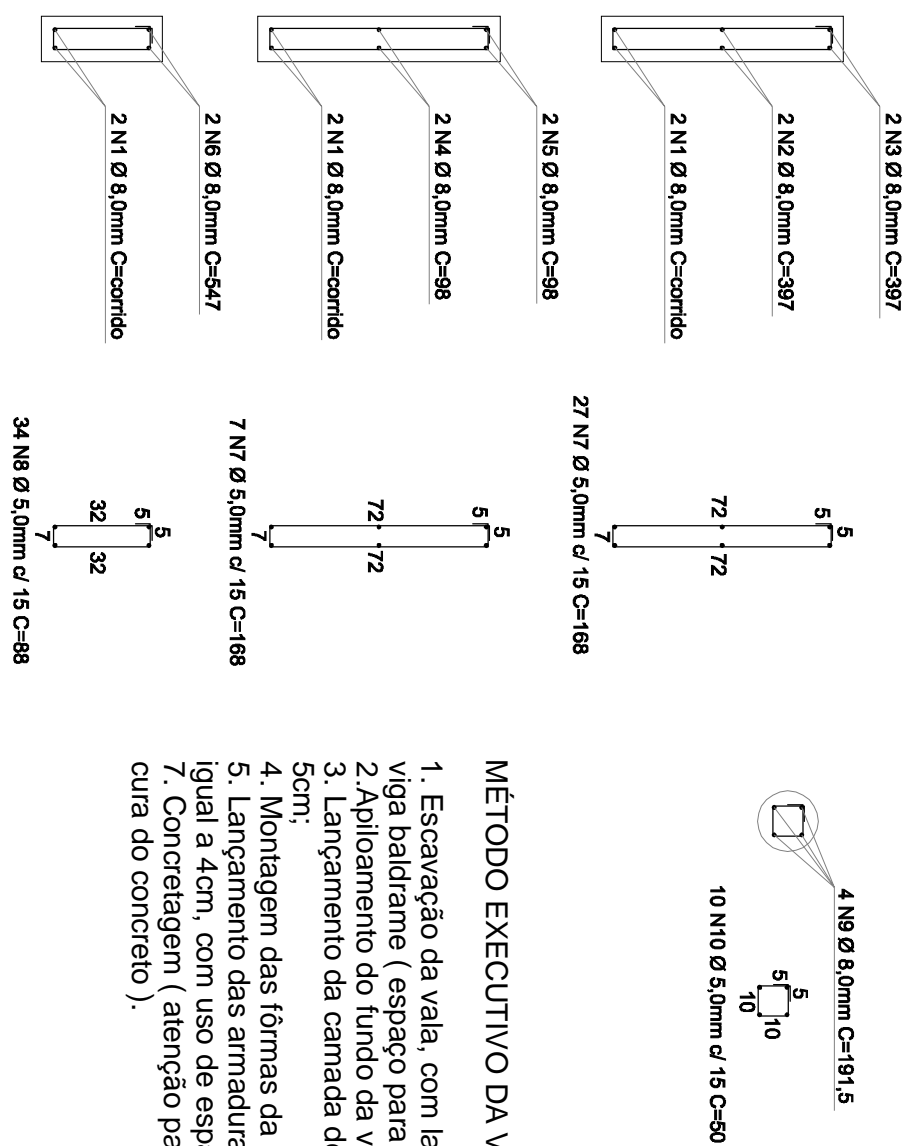 2 N3 Ø 8,0mm C=397
2 N2 Ø 8,0mm C=397
2 N1 Ø 8,0mm C=corrido
2 N5 Ø 8,0mm C=98
2 N4 Ø 8,0mm C=98
2 N1 Ø 8,0mm C=corrido
2 N6 Ø 8,0mm C=547
2 N1 Ø 8,0mm C=corrido
5
5
72
72
7
27 N7 Ø 5,0mm c/ 15 C=168
5
5
72
72
7
7 N7 Ø 5,0mm c/ 15 C=168
5
5
32
32
7
34 N8 Ø 5,0mm c/ 15 C=88
4 N9 Ø 8,0mm C=191,5
5
5
10
10
10 N10 Ø 5,0mm c/ 15 C=50
MÉTODO EXECUTIVO DA V
1. Escavação da vala, com la
viga baldrame ( espaço para
2.Apiloamento do fundo da v
3. Lançamento da camada de
5cm;
4. Montagem das fôrmas da
5. Lançamento das armadura
igual a 4cm, com uso de espa
7. Concretagem ( atenção pa
cura do concreto ).